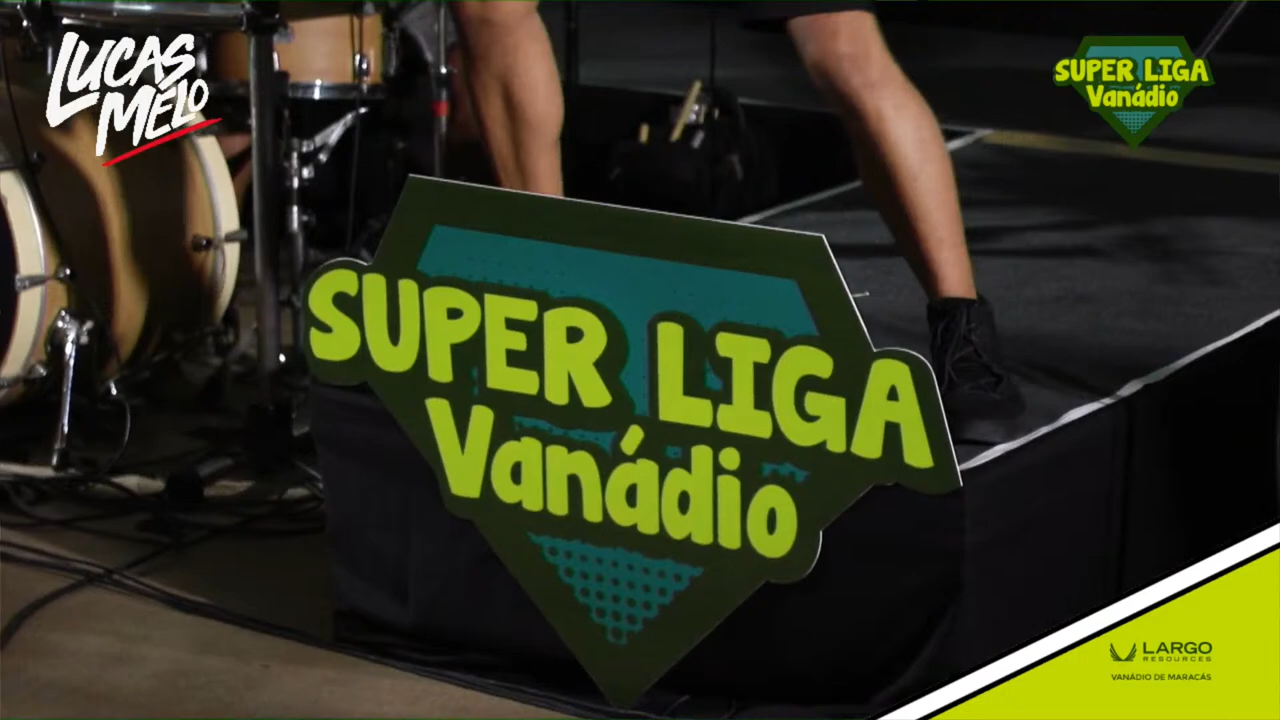 LUCAS
MELO
SUPER LIGA
Vanádio
SUPER LIGA
Vanádio
LARGO
RESOURCES
VANÁDIO DE MARACÁS